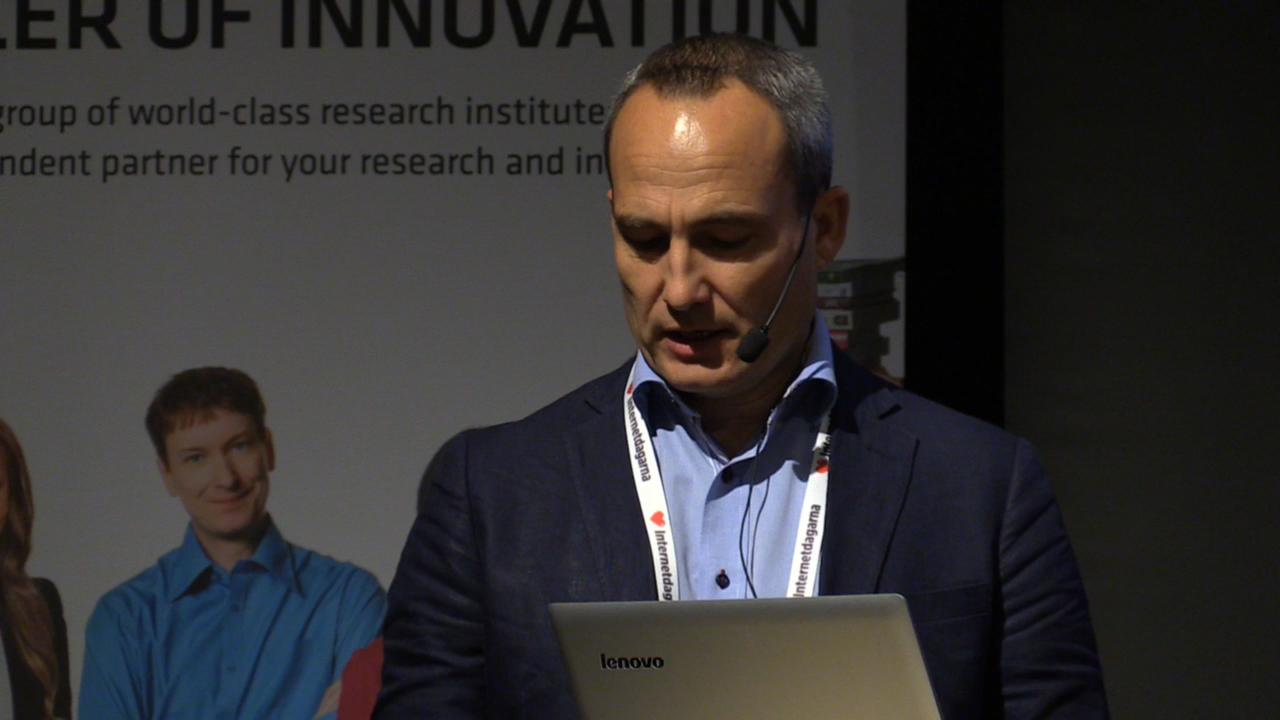 LER OF INNOVATION
group of world-class research institute
ndent partner for your research and in
Internetdagarna
Internetdag
Internetdagarna
lenovo